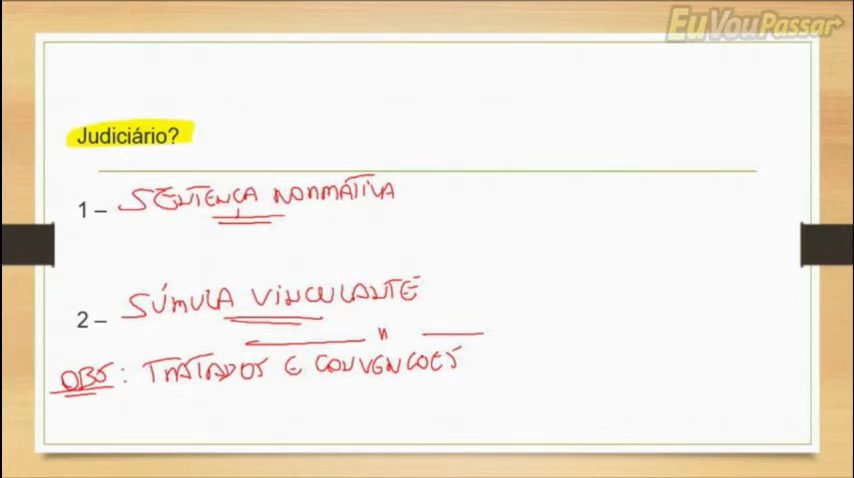 EuVouPassar
Judiciário?
1 – SENTENÇA NORMATIVA
2 – SÚMULA VINCULANTE
OBS: TRATADOS E CONVENÇÕES